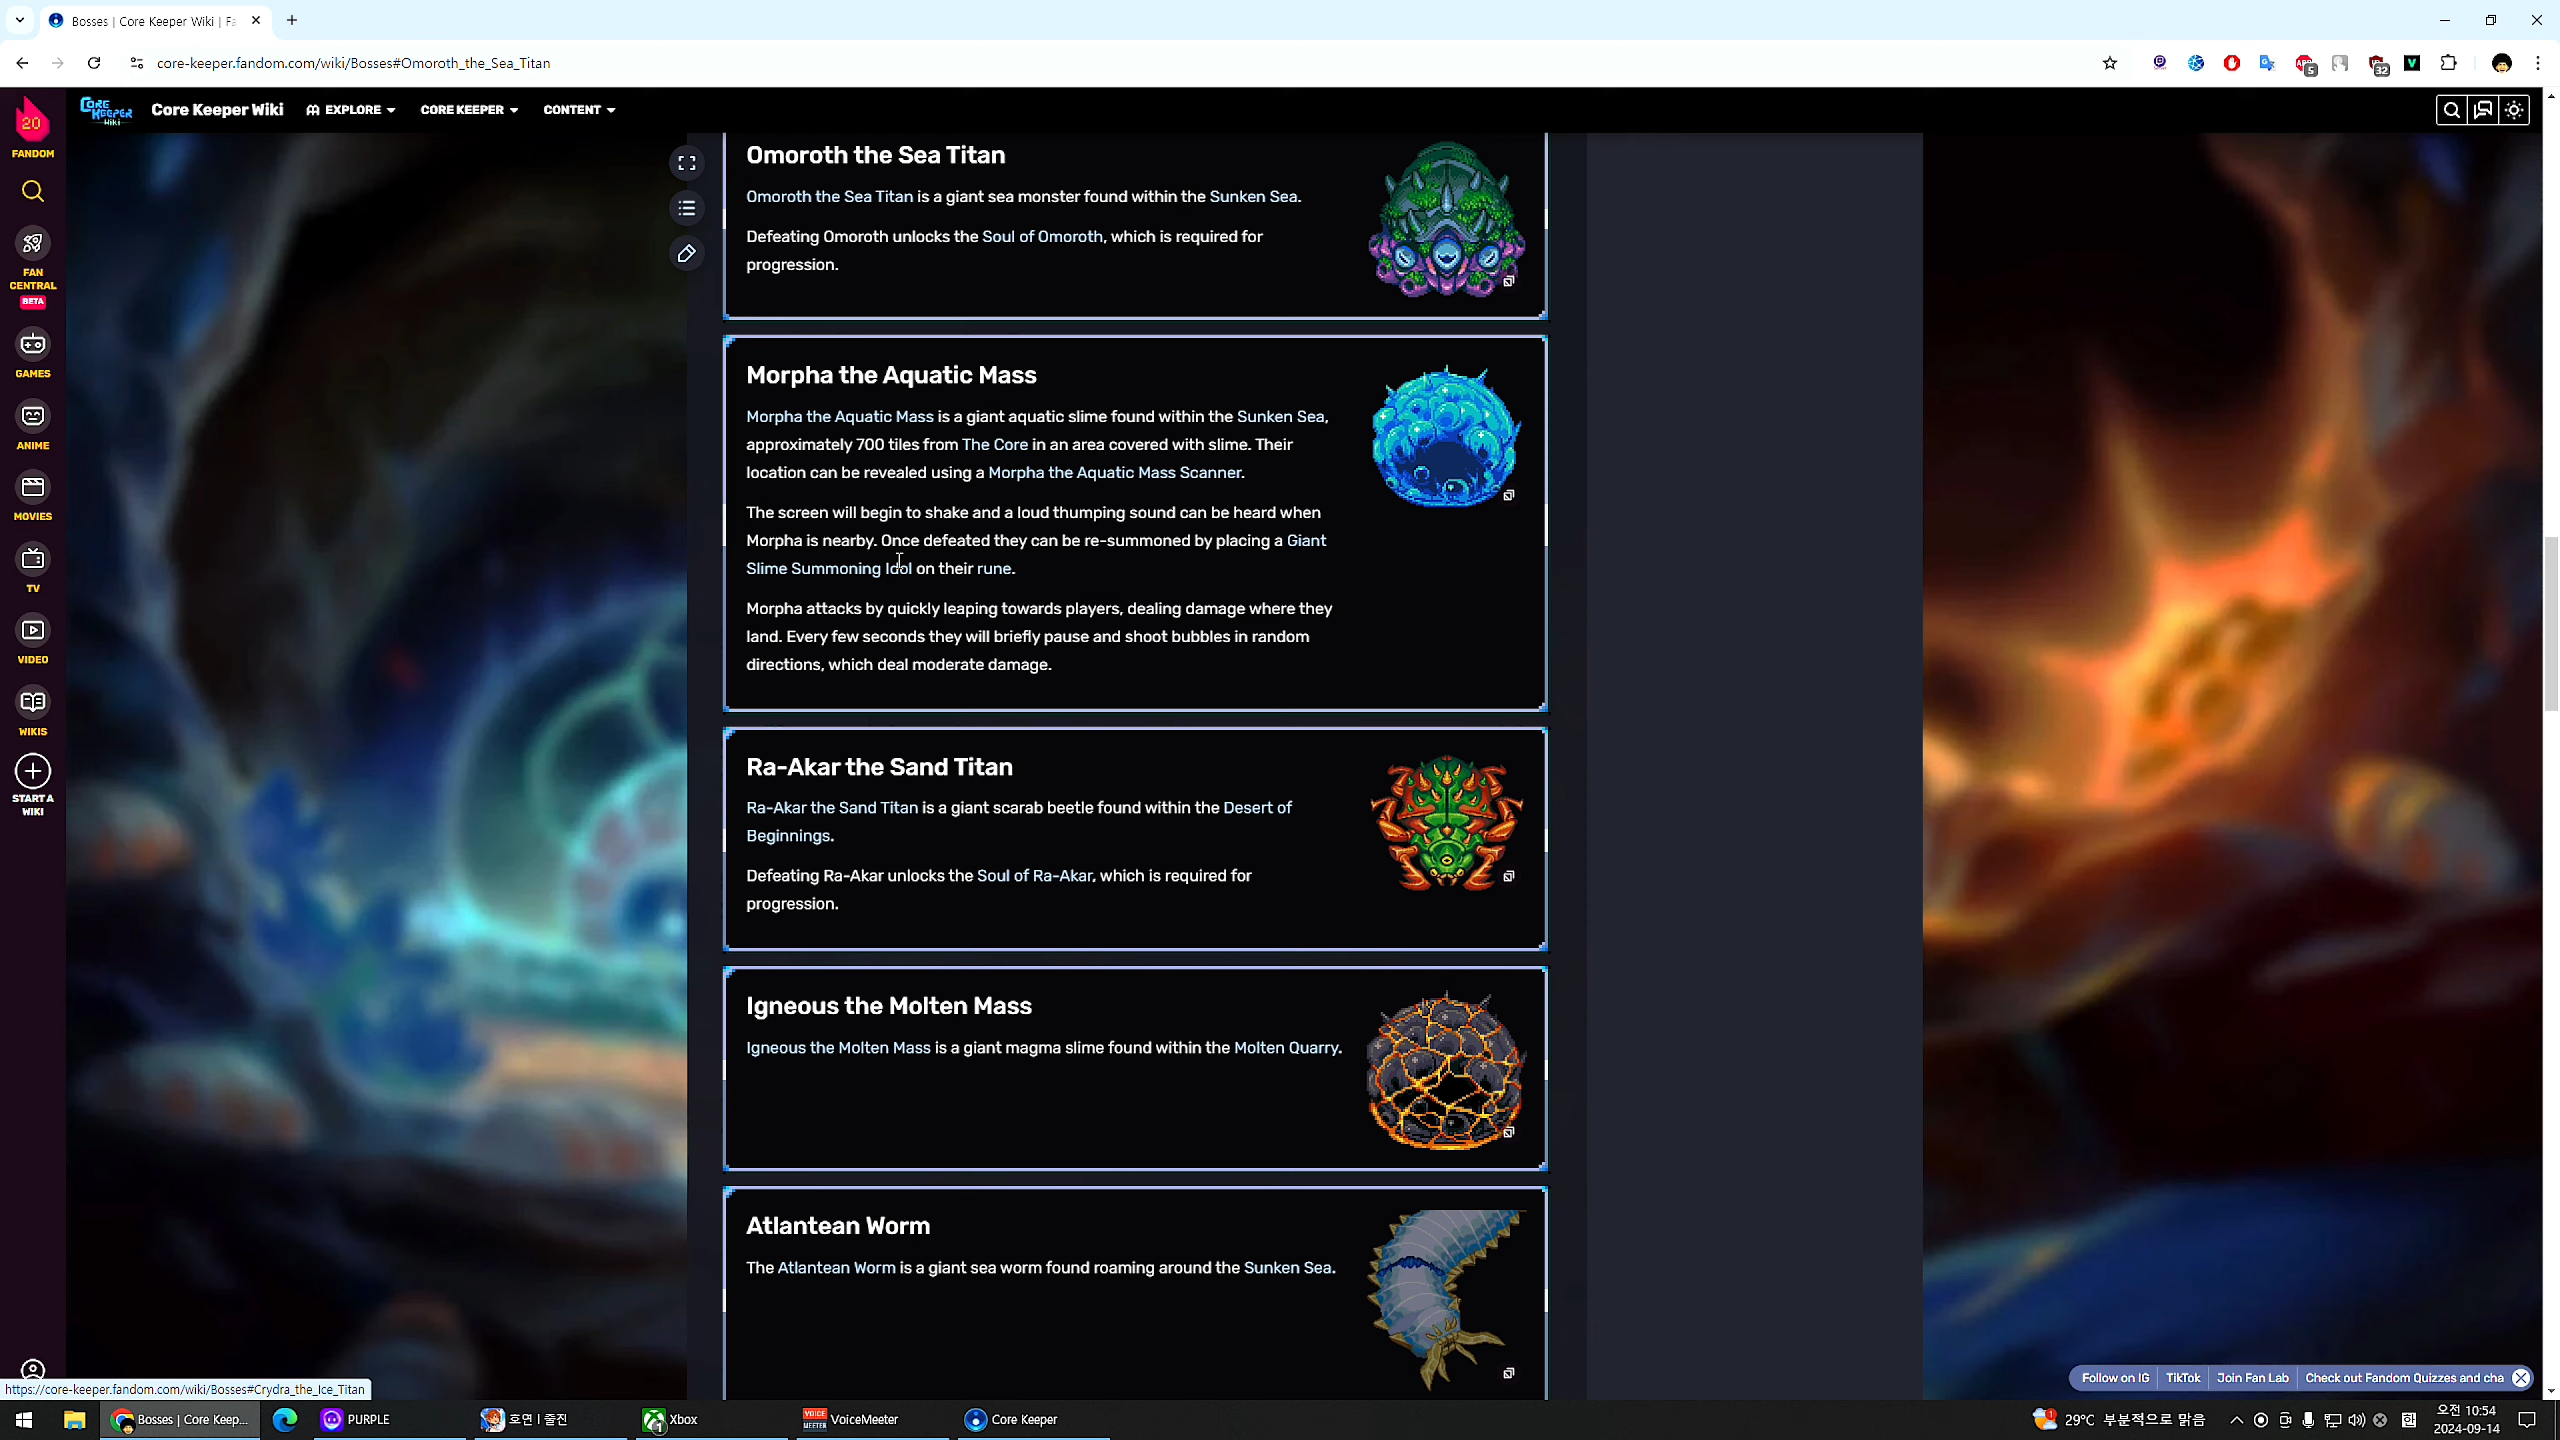 Bosses | Core Keeper Wiki | Fa
core-keeper.fandom.com/wiki/Bosses#Omoroth_the_Sea_Titan
5
32
V
20
FANDOM
CORE KEEPER Wiki
Core Keeper Wiki
EXPLORE
CORE KEEPER
CONTENT
FAN CENTRAL
BETA
GAMES
ANIME
MOVIES
TV
VIDEO
WIKIS
START A WIKI
Omoroth the Sea Titan
Omoroth the Sea Titan is a giant sea monster found within the Sunken Sea.
Defeating Omoroth unlocks the Soul of Omoroth, which is required for
progression.
Morpha the Aquatic Mass
Morpha the Aquatic Mass is a giant aquatic slime found within the Sunken Sea,
approximately 700 tiles from The Core in an area covered with slime. Their
location can be revealed using a Morpha the Aquatic Mass Scanner.
The screen will begin to shake and a loud thumping sound can be heard when
Morpha is nearby. Once defeated they can be re-summoned by placing a Giant
Slime Summoning Idol on their rune.
Morpha attacks by quickly leaping towards players, dealing damage where they
land. Every few seconds they will briefly pause and shoot bubbles in random
directions, which deal moderate damage.
Ra-Akar the Sand Titan
Ra-Akar the Sand Titan is a giant scarab beetle found within the Desert of
Beginnings.
Defeating Ra-Akar unlocks the Soul of Ra-Akar, which is required for
progression.
Igneous the Molten Mass
Igneous the Molten Mass is a giant magma slime found within the Molten Quarry.
Atlantean Worm
The Atlantean Worm is a giant sea worm found roaming around the Sunken Sea.
Follow on IG
TikTok
Join Fan Lab
Check out Fandom Quizzes and cha
https://core-keeper.fandom.com/wiki/Bosses#Crydra_the_Ice_Titan
Bosses | Core Keep...
PURPLE
호연 | 졸진
1
Xbox
VOICE MEETER
VoiceMeeter
Core Keeper
1
29°C 부분적으로 맑음
한
오전 10:54
2024-09-14